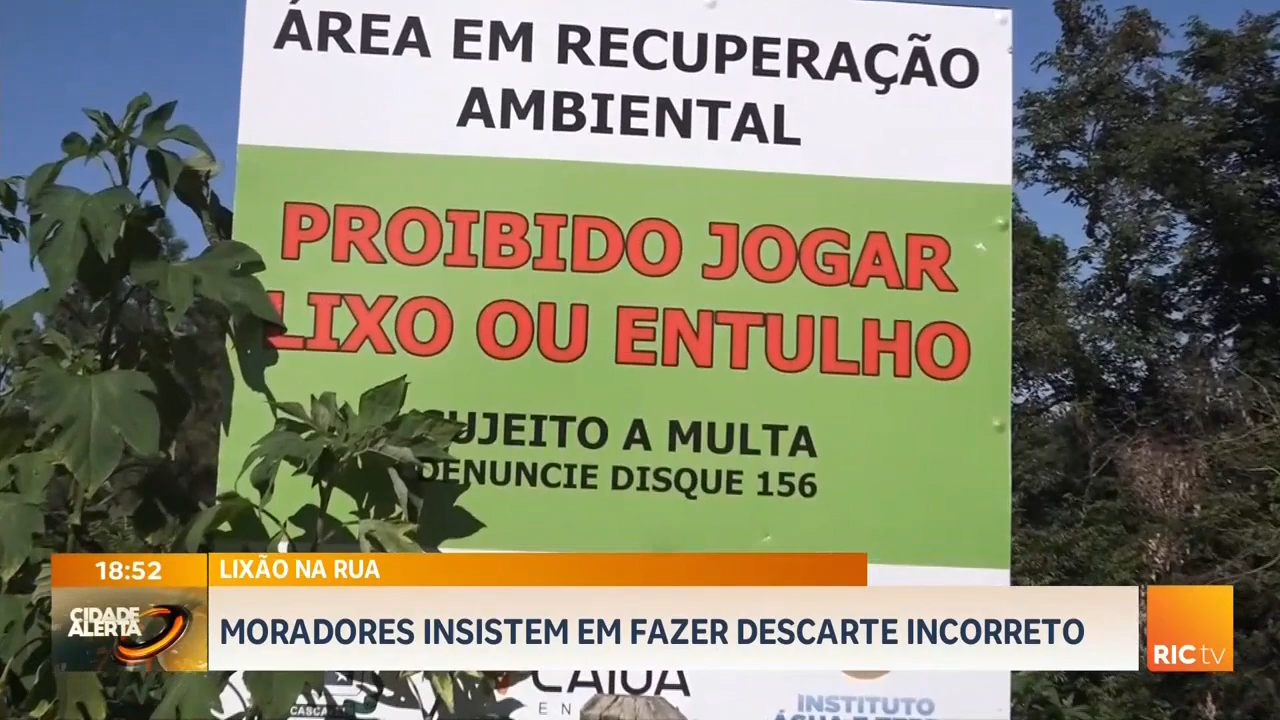 ÁREA EM RECUPERAÇÃO
AMBIENTAL
PROIBIDO JOGAR
LIXO OU ENTULHO
SUJEITO A MULTA
DENUNCIE DISQUE 156
18:52
LIXÃO NA RUA
CIDADE
ALERTA
MORADORES INSISTEM EM FAZER DESCARTE INCORRETO
RIC tv
CAIUÁ
INSTITUTO